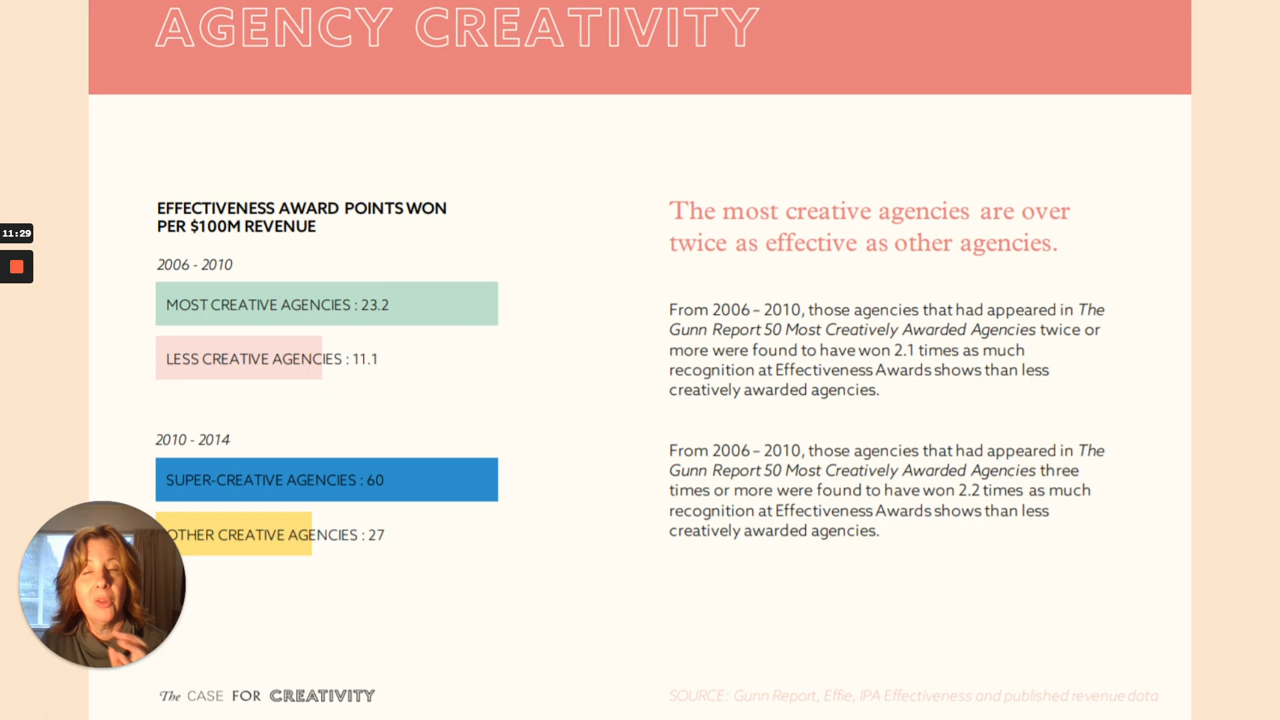 AGENCY CREATIVITY
EFFECTIVENESS AWARD POINTS WON
PER $100M REVENUE
2006 - 2010
MOST CREATIVE AGENCIES : 23.2
LESS CREATIVE AGENCIES : 11.1
2010 - 2014
SUPER-CREATIVE AGENCIES : 60
OTHER CREATIVE AGENCIES : 27
The most creative agencies are over
twice as effective as other agencies.
From 2006 – 2010, those agencies that had appeared in The
Gunn Report 50 Most Creatively Awarded Agencies twice or
more were found to have won 2.1 times as much
recognition at Effectiveness Awards shows than less
creatively awarded agencies.
From 2006 – 2010, those agencies that had appeared in The
Gunn Report 50 Most Creatively Awarded Agencies three
times or more were found to have won 2.2 times as much
recognition at Effectiveness Awards shows than less
creatively awarded agencies.
11:29
The CASE FOR CREATIVITY
SOURCE: Gunn Report, Effie, IPA Effectiveness and published revenue data